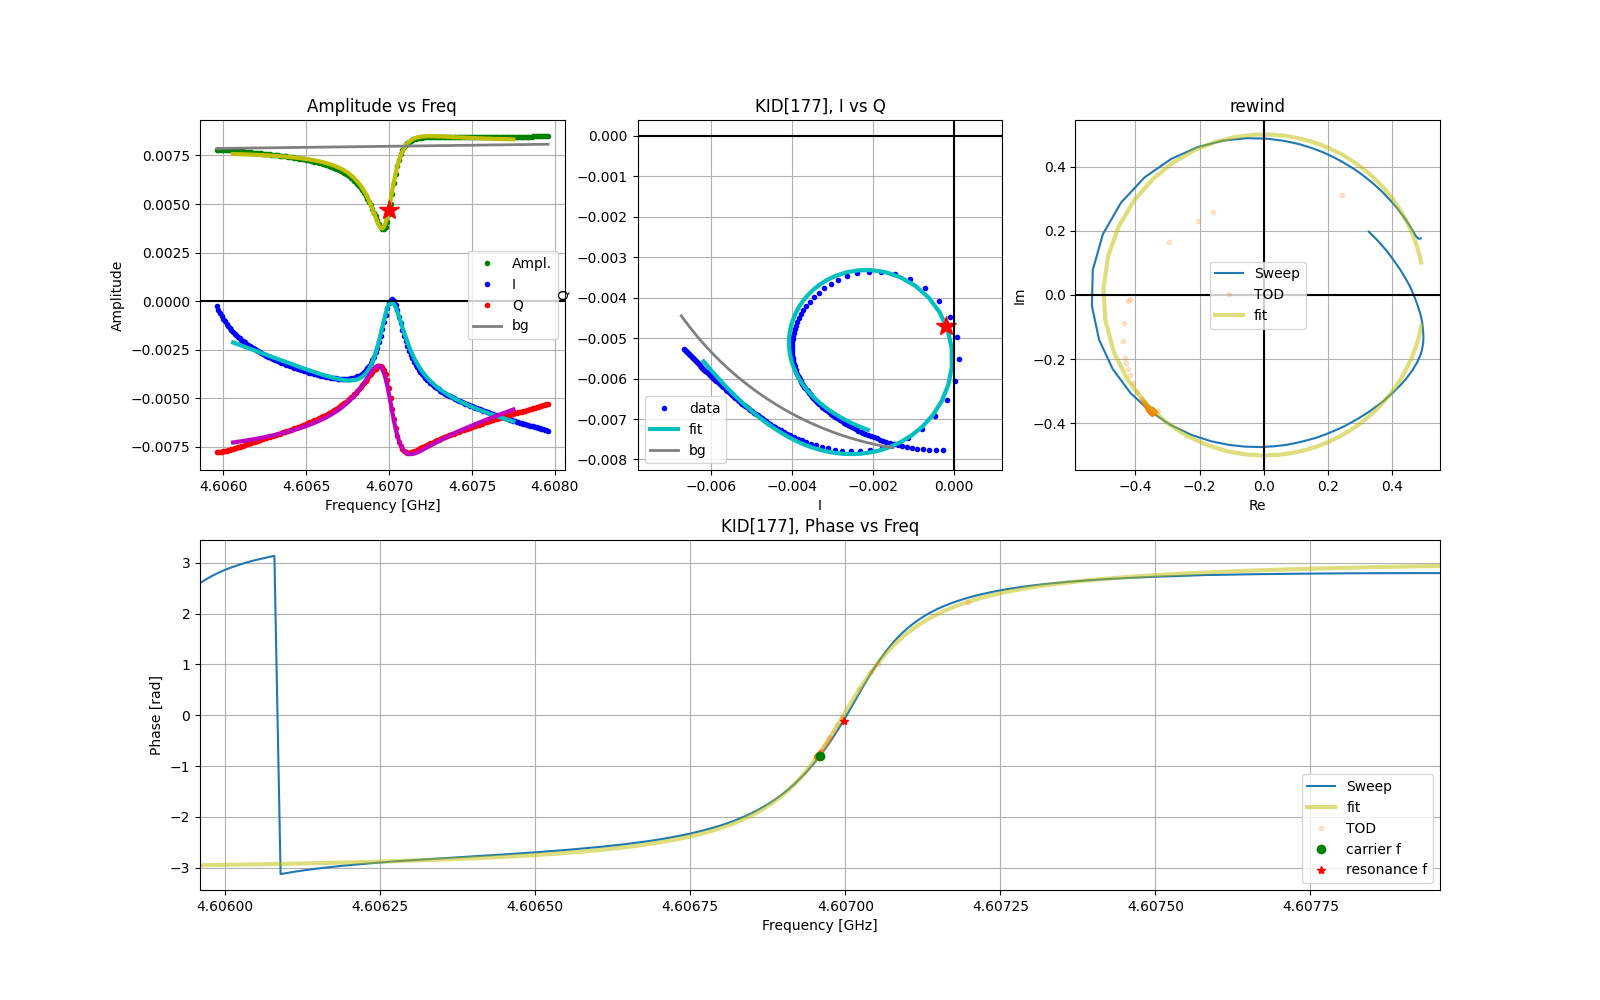 Amplitude vs Freq
Amplitude
0.0075
0.0050
0.0025
0.0000
−0.0025
−0.0050
−0.0075
Ampl.
I
Q
bg
4.6060 4.6065 4.6070 4.6075 4.6080
Frequency [GHz]
KID[177], I vs Q
Q
0.000
−0.001
−0.002
−0.003
−0.004
−0.005
−0.006
−0.007
−0.008
data
fit
bg
−0.006 −0.004 −0.002 0.000
I
rewind
Im
0.4
0.2
0.0
−0.2
−0.4
Sweep
TOD
fit
−0.4 −0.2 0.0 0.2 0.4
Re
KID[177], Phase vs Freq
Phase [rad]
3
2
1
0
−1
−2
−3
Sweep
fit
TOD
carrier f
resonance f
4.60600 4.60625 4.60650 4.60675 4.60700 4.60725 4.60750 4.60775
Frequency [GHz]